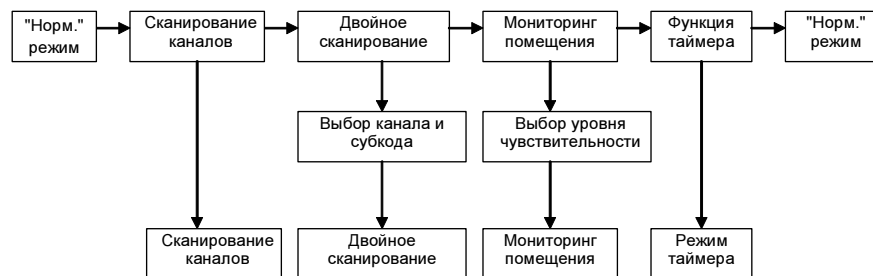 "Норм."
режим
Сканирование
каналов
Двойное
сканирование
Мониторинг
помещения
Функция
таймера
"Норм."
режим
Выбор канала и
субкода
Выбор уровня
чувствительности
Сканирование
каналов
Двойное
сканирование
Мониторинг
помещения
Режим
таймера